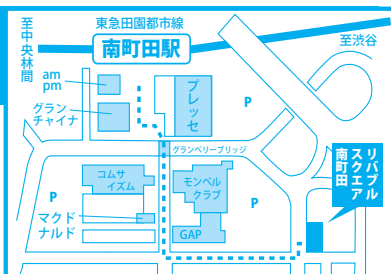 東急田園都市線
至渋谷
至中央林間
南町田駅
am
pm
グラン
チャイナ
プレッセ
P
グランベリーブリッジ
コムサ
イズム
モンベル
クラブ
P
P
マクド
ナルド
GAP
リバブル
スクエア
南町田